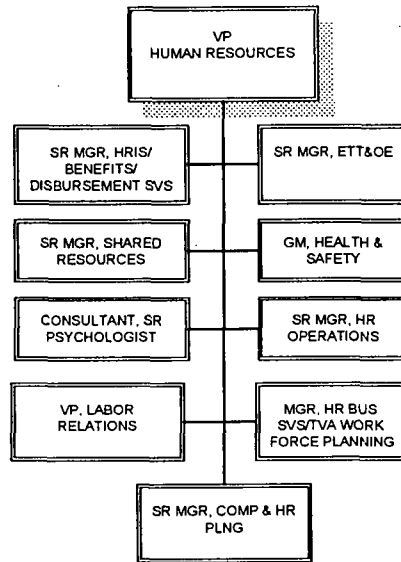 VP
HUMAN RESOURCES
SR MGR, HRIS/
BENEFITS/
DISBURSEMENT SVS
SR MGR, ETT&OE
SR MGR, SHARED
RESOURCES
GM, HEALTH &
SAFETY
CONSULTANT, SR
PSYCHOLOGIST
SR MGR, HR
OPERATIONS
VP, LABOR
RELATIONS
MGR, HR BUS
SVS/TVA WORK
FORCE PLANNING
SR MGR, COMP & HR
PLNG